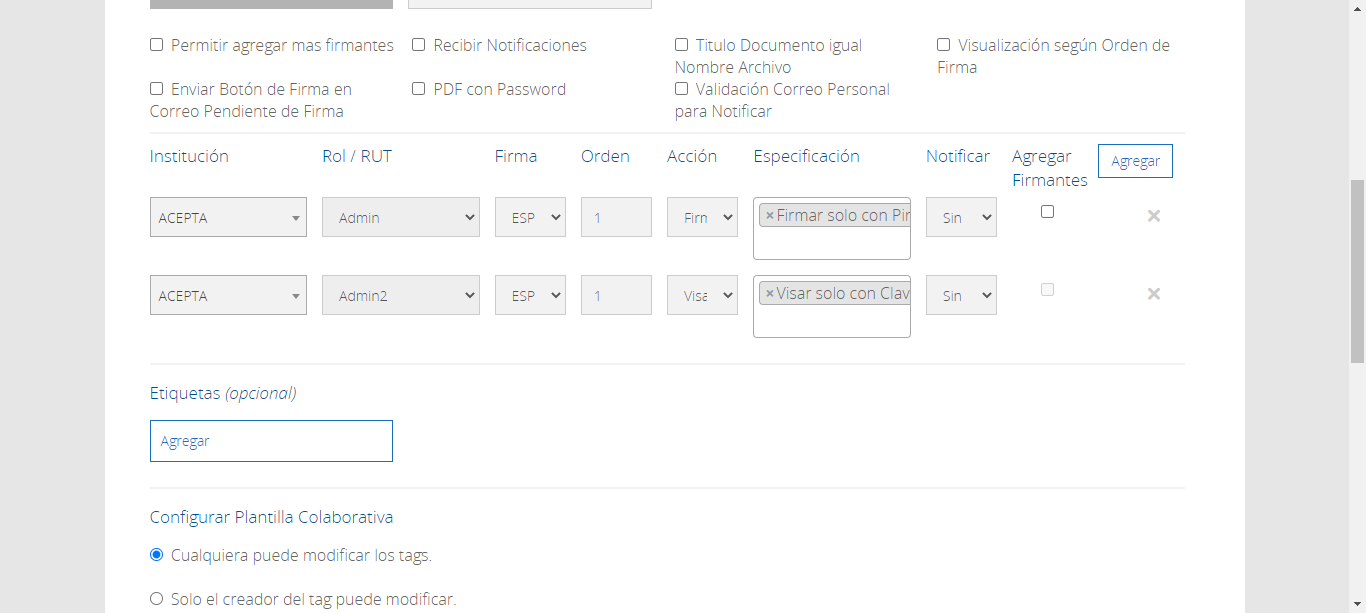 Permitir agregar mas firmantes
Recibir Notificaciones
Titulo Documento igual
Nombre Archivo
Visualización según Orden de
Firma
Enviar Botón de Firma en
Correo Pendiente de Firma
PDF con Password
Validación Correo Personal
para Notificar
Institución Rol / RUT Firma Orden Acción Especificación Notificar Agregar
Firmantes
Agregar
ACEPTA Admin ESP 1 Firm ×Firmar solo con Pin Sin ×
ACEPTA Admin2 ESP 1 Visa ×Visar solo con Clav Sin ×
Etiquetas (opcional)
Agregar
Configurar Plantilla Colaborativa
Cualquiera puede modificar los tags.
Solo el creador del tag puede modificar.